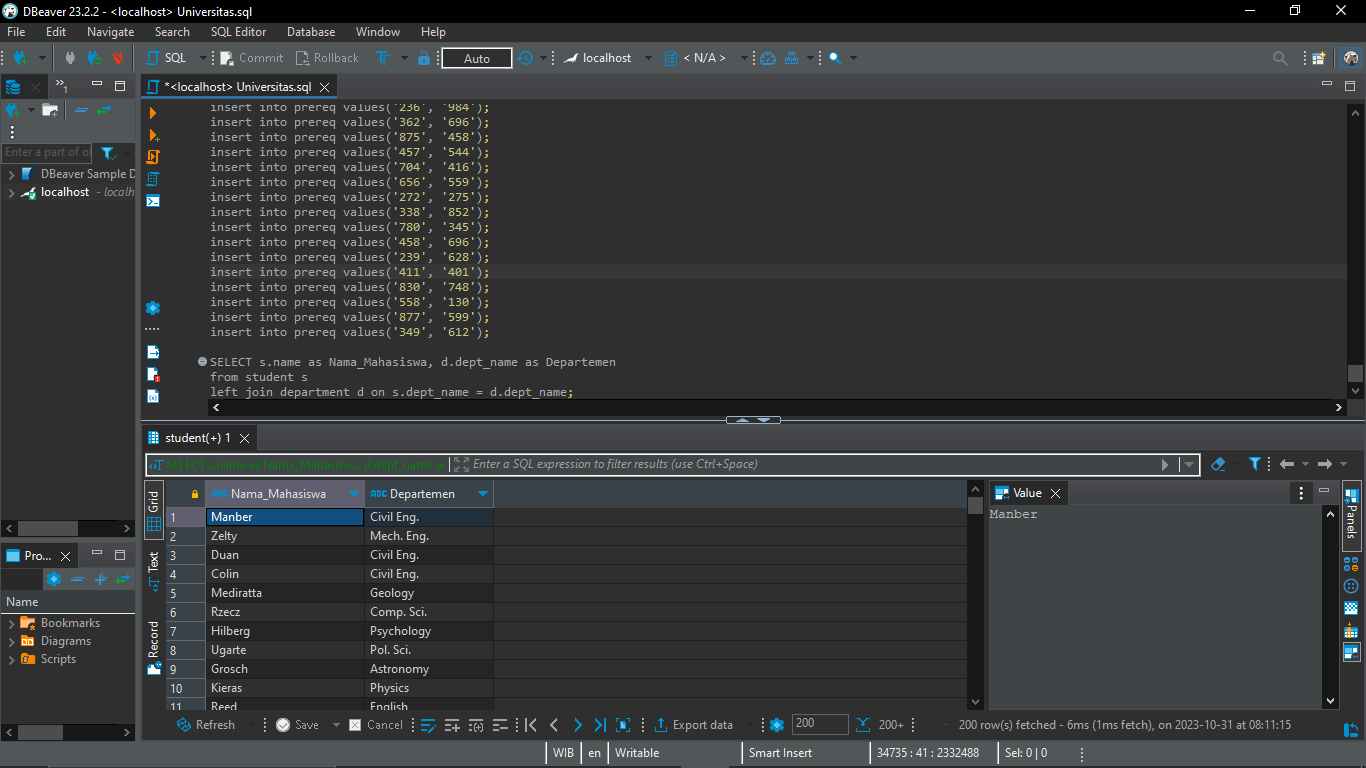 DBeaver 23.2.2 - <localhost> Universitas.sql
File Edit Navigate Search SQL Editor Database Window Help
SQL Commit Rollback Auto localhost < N/A >
»1
*<localhost> Universitas.sql
Enter a part of ol
DBeaver Sample D
localhost - localh
insert into prereq values('236', '984');
insert into prereq values('362', '696');
insert into prereq values('875', '458');
insert into prereq values('457', '544');
insert into prereq values('704', '416');
insert into prereq values('656', '559');
insert into prereq values('272', '275');
insert into prereq values('338', '852');
insert into prereq values('780', '345');
insert into prereq values('458', '696');
insert into prereq values('239', '628');
insert into prereq values('411', '401');
insert into prereq values('830', '748');
insert into prereq values('558', '130');
insert into prereq values('877', '599');
insert into prereq values('349', '612');
SELECT s.name as Nama_Mahasiswa, d.dept_name as Departemen
from student s
left join department d on s.dept_name = d.dept_name;
Pro...
Name
Bookmarks
Diagrams
Scripts
student(+) 1
SELECT s.name as Nama_Mahasiswa, d.dept_name as
Enter a SQL expression to filter results (use Ctrl+Space)
Grid
Text
Record
ABC Nama_Mahasiswa ABC Departemen
1 Manber Civil Eng.
2 Zelty Mech. Eng.
3 Duan Civil Eng.
4 Colin Civil Eng.
5 Mediratta Geology
6 Rzecz Comp. Sci.
7 Hilberg Psychology
8 Ugarte Pol. Sci.
9 Grosch Astronomy
10 Kieras Physics
11 Reed English
Value
Manber
Panels
Refresh Save Cancel Export data 200 200+ 200 row(s) fetched - 6ms (1ms fetch), on 2023-10-31 at 08:11:15
WIB en Writable Smart Insert 34735 : 41 : 2332488 Sel: 0 | 0